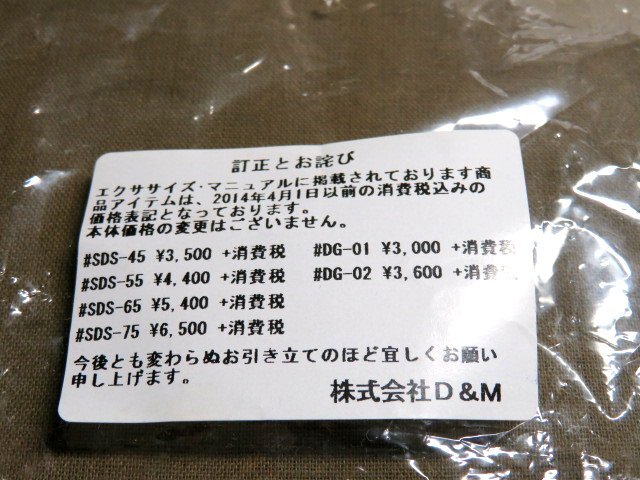 訂正とお詫び
エクササイズ・マニュアルに掲載されております商
品アイテムは、2014年4月1日以前の消費税込みの
価格表記となっております。
本体価格の変更はございません。
#SDS-45 ¥3,500 +消費税 #DG-01 ¥3,000 +消費税
#SDS-55 ¥4,400 +消費税 #DG-02 ¥3,600 +消費税
#SDS-65 ¥5,400 +消費税
#SDS-75 ¥6,500 +消費税
今後とも変わらぬお引き立てのほど宜しくお願い
申し上げます。
株式会社D&M